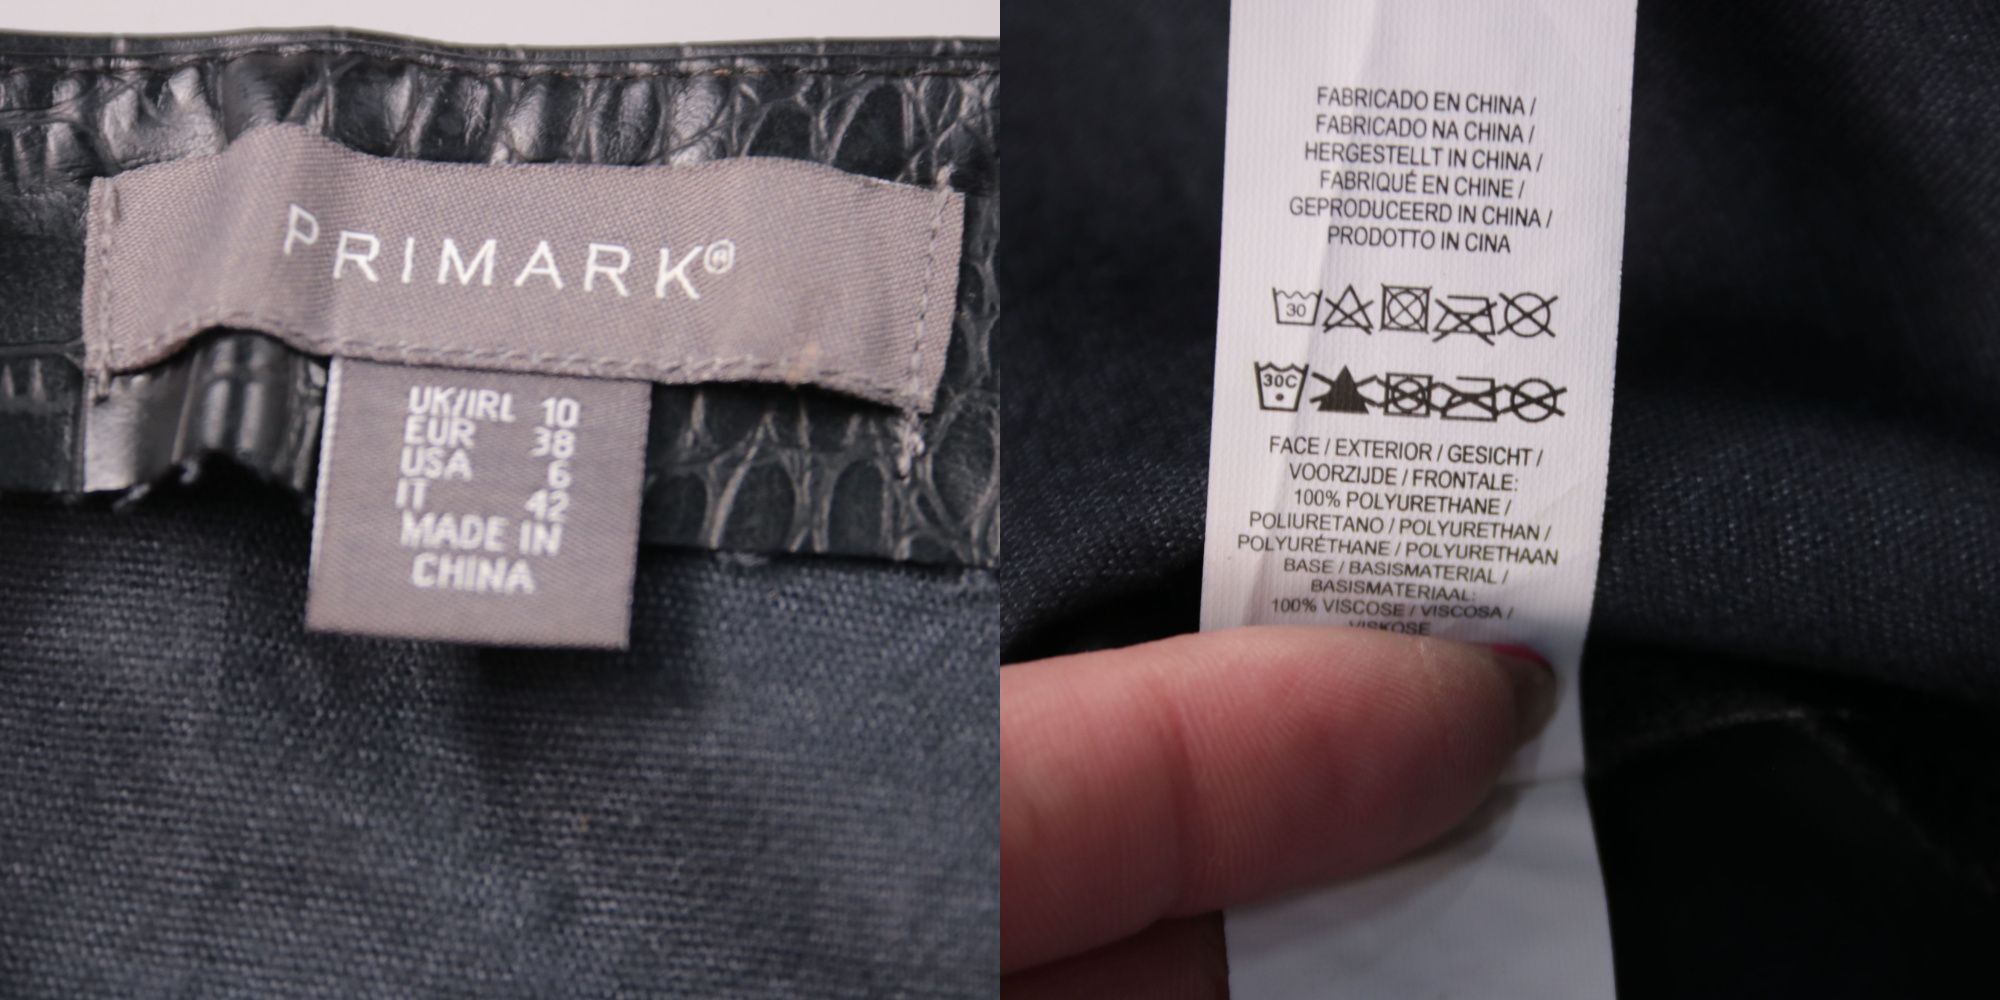 PRIMARK®
UK/IRL 10
EUR 38
USA 6
IT 42
MADE IN
CHINA
FABRICADO EN CHINA /
FABRICADO NA CHINA /
HERGESTELLT IN CHINA /
FABRIQUÉ EN CHINE /
GEPRODUCEERD IN CHINA /
PRODOTTO IN CINA
30
30C
FACE / EXTERIOR / GESICHT /
VOORZIJDE / FRONTALE:
100% POLYURETHANE /
POLIURETANO / POLYURETHAN /
POLYURÉTHANE / POLYURETHAAN
BASE / BASISMATERIAL /
BASISMATERIAAL:
100% VISCOSE / VISCOSA /
VISKOSE